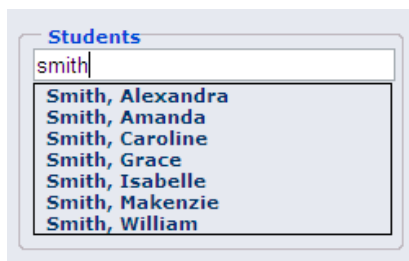 Students
smith
Smith, Alexandra
Smith, Amanda
Smith, Caroline
Smith, Grace
Smith, Isabelle
Smith, Makenzie
Smith, William